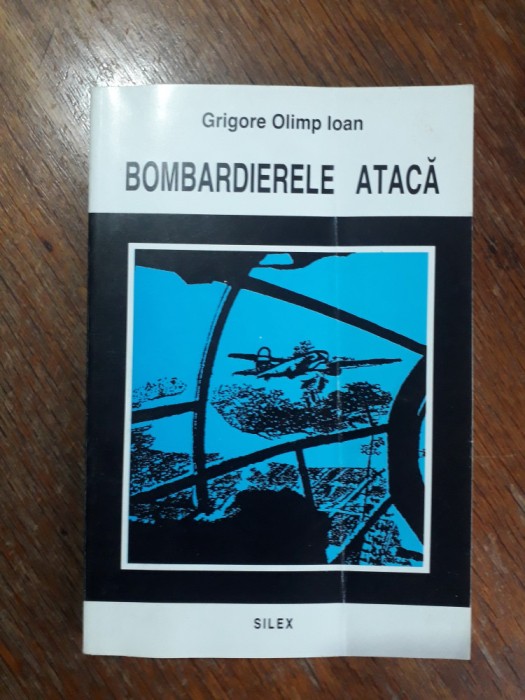 Grigore Olimp Ioan
BOMBARDIERELE ATACĂ
SILEX